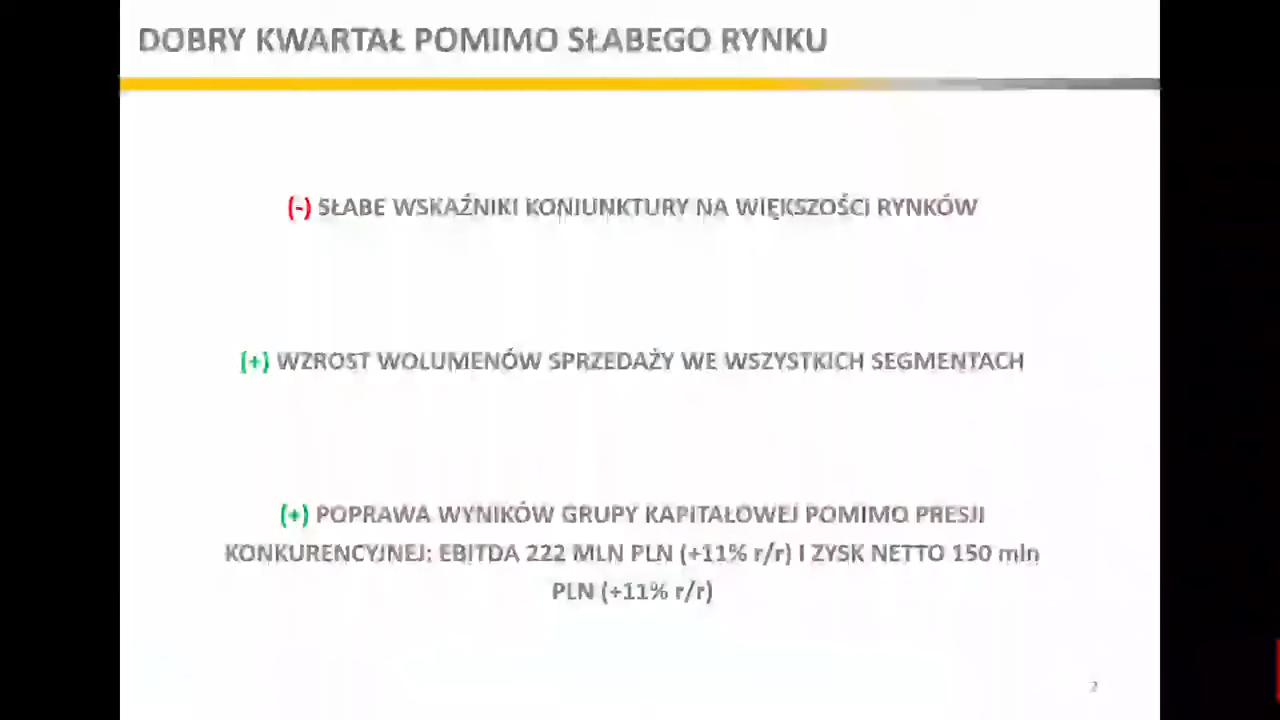 DOBRY KWARTAŁ POMIMO SŁABEGO RYNKU
(-) SŁABE WSKAŹNIKI KONIUNKTURY NA WIĘKSZOŚCI RYNKÓW
(+) WZROST WOLUMENÓW SPRZEDAŻY WE WSZYSTKICH SEGMENTACH
(+) POPRAWA WYNIKÓW GRUPY KAPITAŁOWEJ POMIMO PRESJI
KONKURENCYJNEJ: EBITDA 222 MLN PLN (+11% r/r) I ZYSK NETTO 150 mln
PLN (+11% r/r)
2